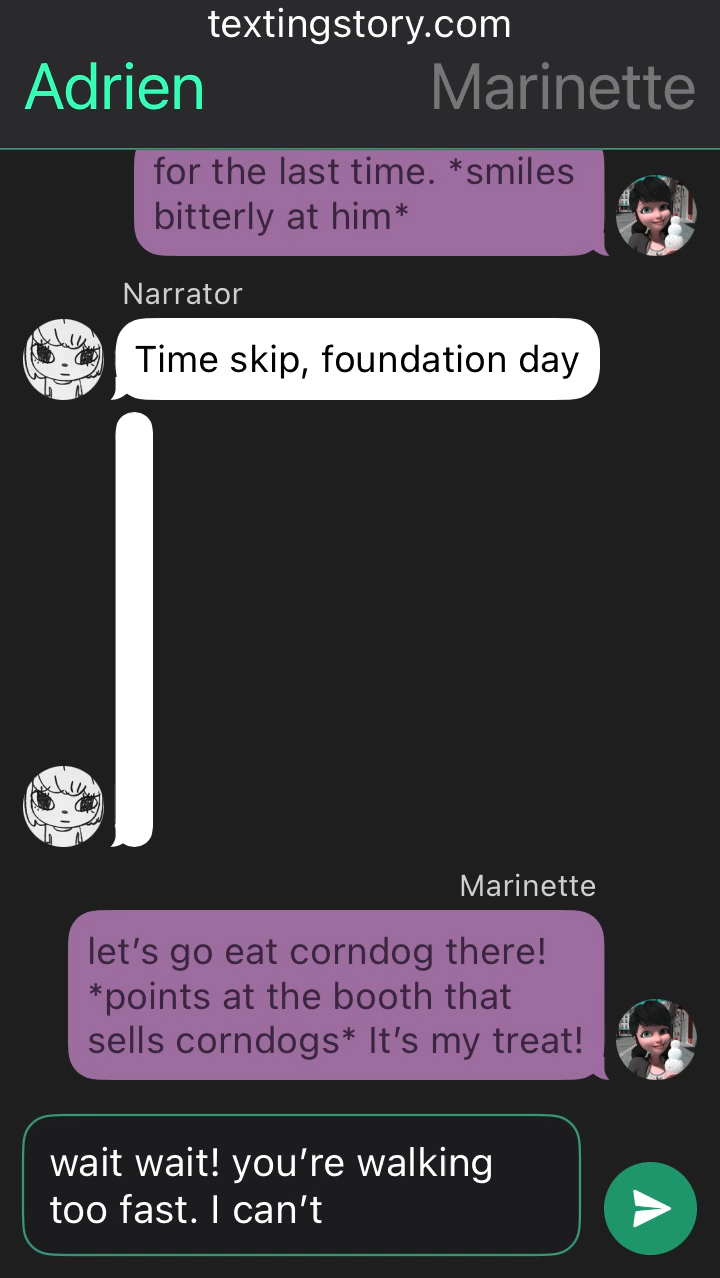 textingstory.com
Adrien
Marinette
for the last time. *smiles
bitterly at him*
Narrator
Time skip, foundation day
Marinette
let’s go eat corndog there!
*points at the booth that
sells corndogs* It’s my treat!
wait wait! you’re walking
too fast. I can’t